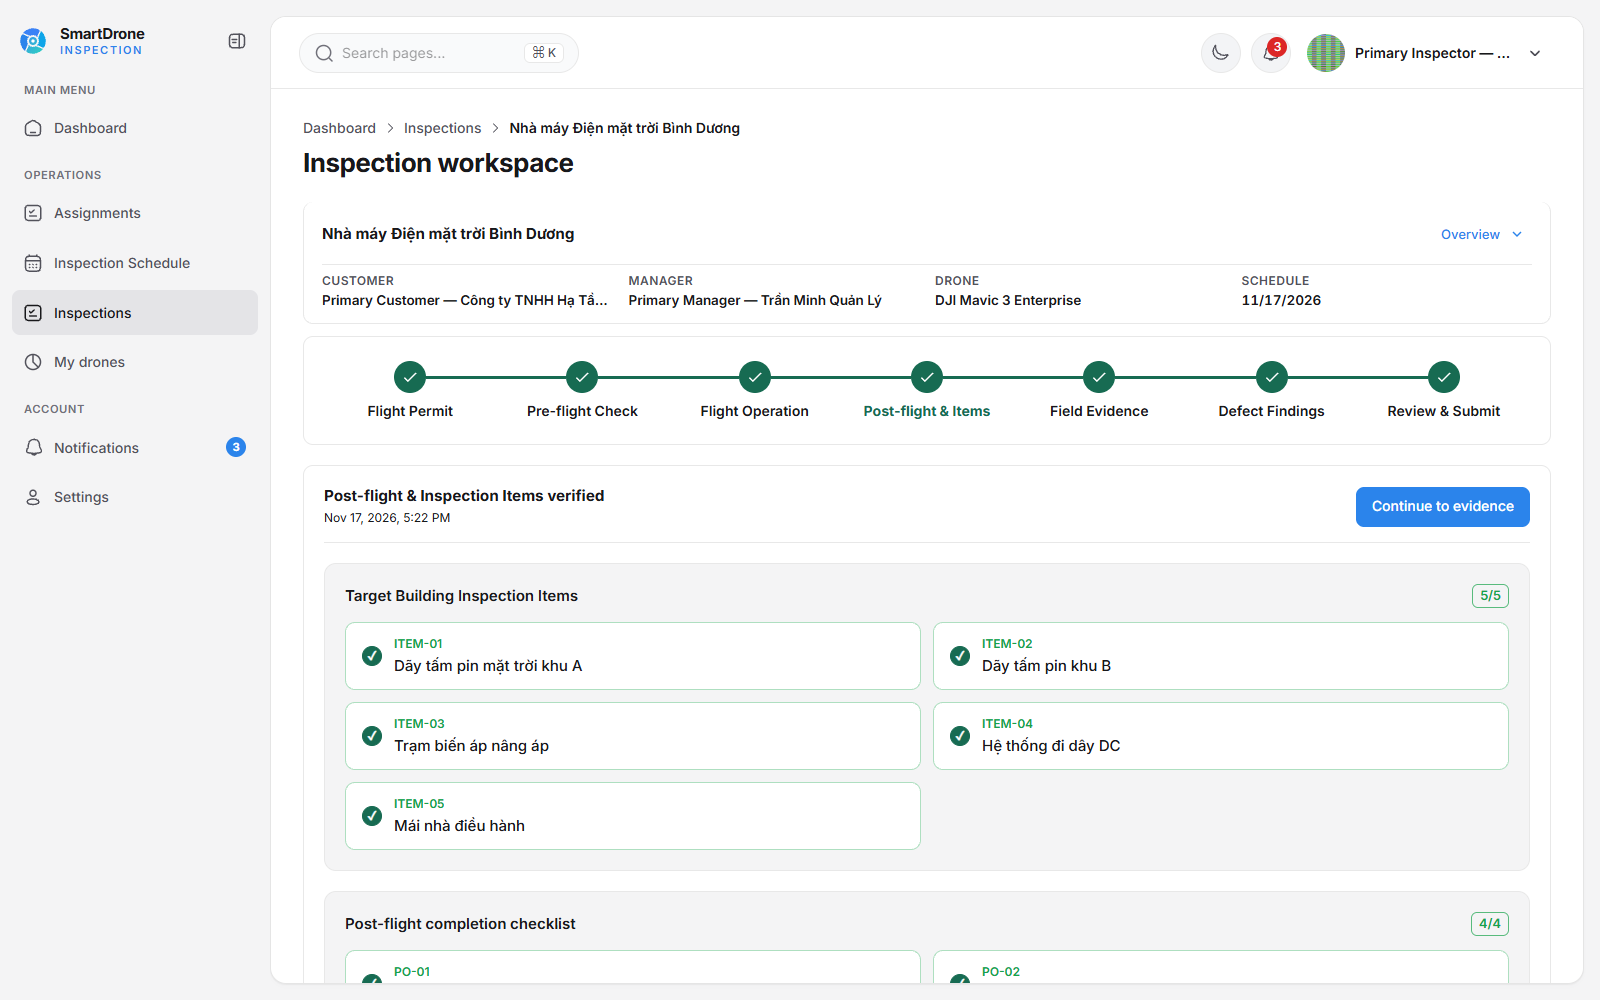 SmartDrone
INSPECTION
MAIN MENU
Dashboard
OPERATIONS
Assignments
Inspection Schedule
Inspections
My drones
ACCOUNT
Notifications
3
Settings
Search pages...
⌘ K
3
Primary Inspector — ...
Dashboard > Inspections > Nhà máy Điện mặt trời Bình Dương
Inspection workspace
Nhà máy Điện mặt trời Bình Dương
Overview
CUSTOMER
Primary Customer — Công ty TNHH Hạ Tầ...
MANAGER
Primary Manager — Trần Minh Quản Lý
DRONE
DJI Mavic 3 Enterprise
SCHEDULE
11/17/2026
Flight Permit
Pre-flight Check
Flight Operation
Post-flight & Items
Field Evidence
Defect Findings
Review & Submit
Post-flight & Inspection Items verified
Nov 17, 2026, 5:22 PM
Continue to evidence
Target Building Inspection Items
5/5
ITEM-01
Dãy tấm pin mặt trời khu A
ITEM-02
Dãy tấm pin khu B
ITEM-03
Trạm biến áp nâng áp
ITEM-04
Hệ thống đi dây DC
ITEM-05
Mái nhà điều hành
Post-flight completion checklist
4/4
PO-01
PO-02